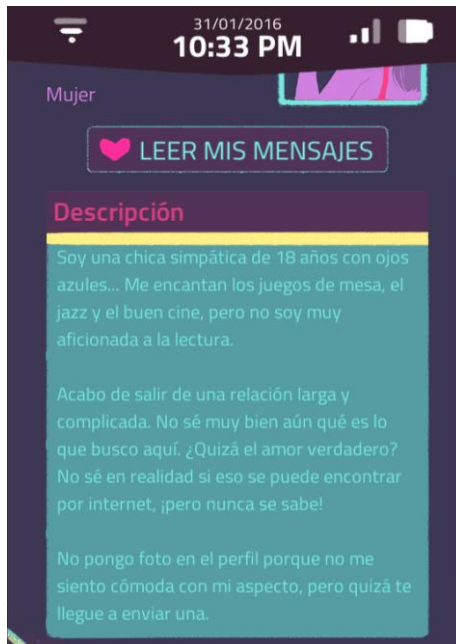 31/01/2016
10:33 PM
Mujer
LEER MIS MENSAJES
Descripción
Soy una chica simpática de 18 años con ojos
azules... Me encantan los juegos de mesa, el
jazz y el buen cine, pero no soy muy
aficionada a la lectura.
Acabo de salir de una relación larga y
complicada. No sé muy bien aún qué es lo
que busco aquí. ¿Quizá el amor verdadero?
No sé en realidad si eso se puede encontrar
por internet, ¡pero nunca se sabe!
No pongo foto en el perfil porque no me
siento cómoda con mi aspecto, pero quizá te
llegue a enviar una.